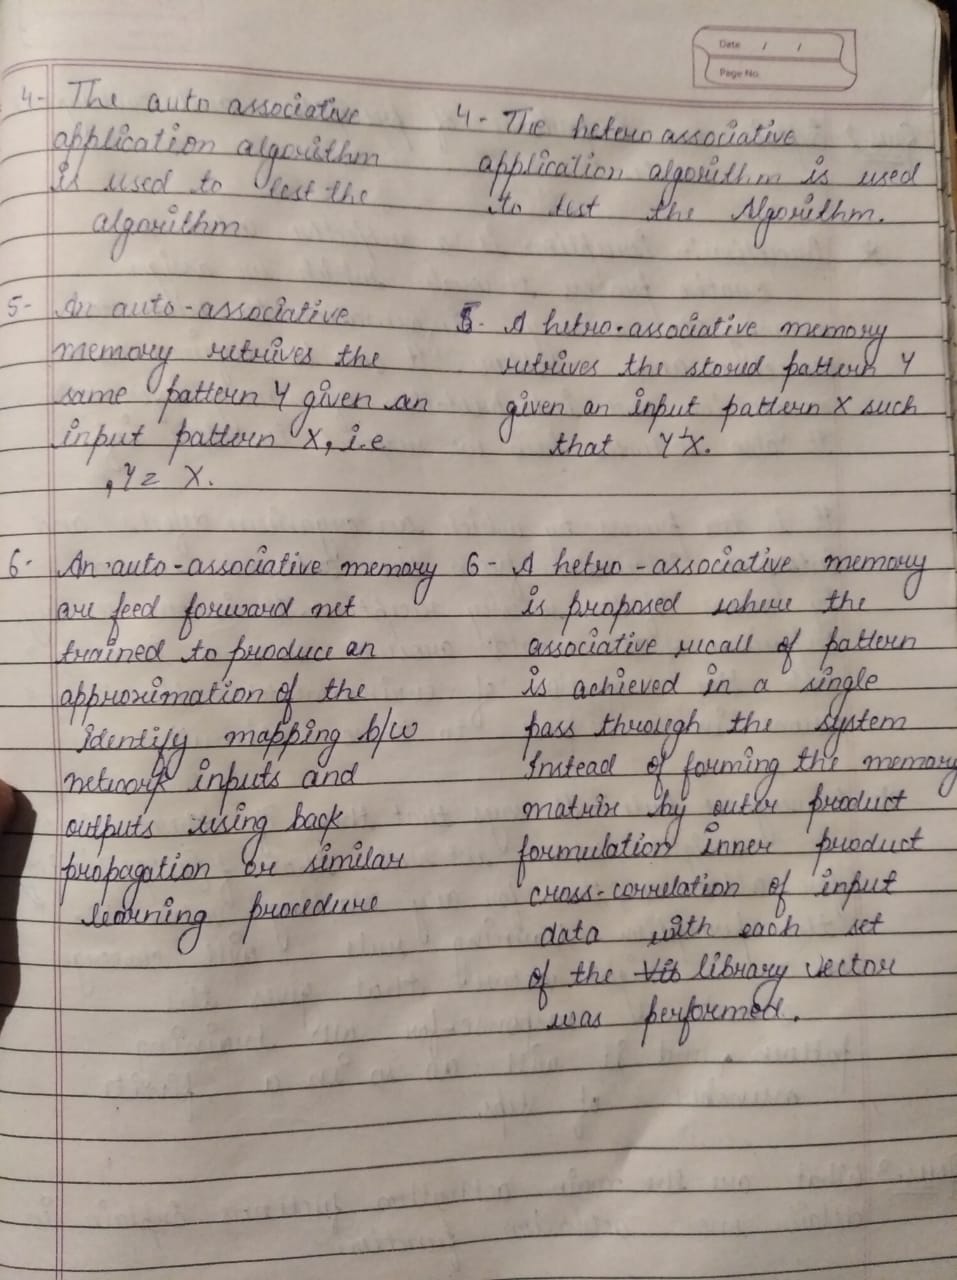 Date / /
Page No.
4- The auto associative
application algorithm
is used to test the
algorithm
4- The hetero associative
application algorithm is used
to test the Algorithm.
5- An auto-associative
memory retrives the
same pattern Y given an
input pattern X, i.e
, Y = X.
5- A hetro-associative memory
retrives the stored pattern Y
given an input pattern X such
that Y≠X.
6- An auto-associative memory
are feed forward net
trained to produce an
approximation of the
identify mapping b/w
network inputs and
outputs using back
propagation or similar
learning procedure
6- A hetro-associative memory
is proposed where the
associative recall of pattern
is achieved in a single
pass through the system
Instead of forming the memory
matrix by outer product
formulation inner product
cross-correlation of input
data with each set
of the library vector
was performed.